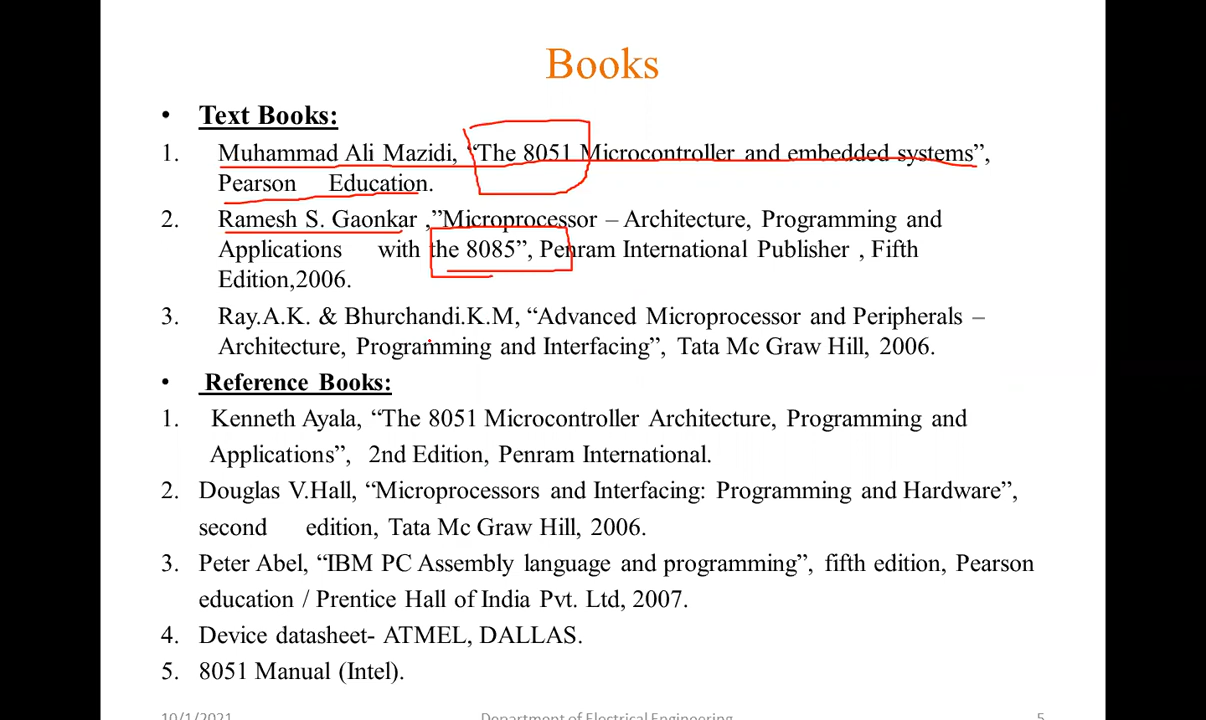 Books
• Text Books:
1. Muhammad Ali Mazidi, “The 8051 Microcontroller and embedded systems”,
Pearson Education.
2. Ramesh S. Gaonkar ,”Microprocessor – Architecture, Programming and
Applications with the 8085”, Penram International Publisher , Fifth
Edition,2006.
3. Ray.A.K. & Bhurchandi.K.M, “Advanced Microprocessor and Peripherals –
Architecture, Programming and Interfacing”, Tata Mc Graw Hill, 2006.
• Reference Books:
1. Kenneth Ayala, “The 8051 Microcontroller Architecture, Programming and
Applications”, 2nd Edition, Penram International.
2. Douglas V.Hall, “Microprocessors and Interfacing: Programming and Hardware”,
second edition, Tata Mc Graw Hill, 2006.
3. Peter Abel, “IBM PC Assembly language and programming”, fifth edition, Pearson
education / Prentice Hall of India Pvt. Ltd, 2007.
4. Device datasheet- ATMEL, DALLAS.
5. 8051 Manual (Intel).
10/1/2021 Department of Electrical Engineering 5